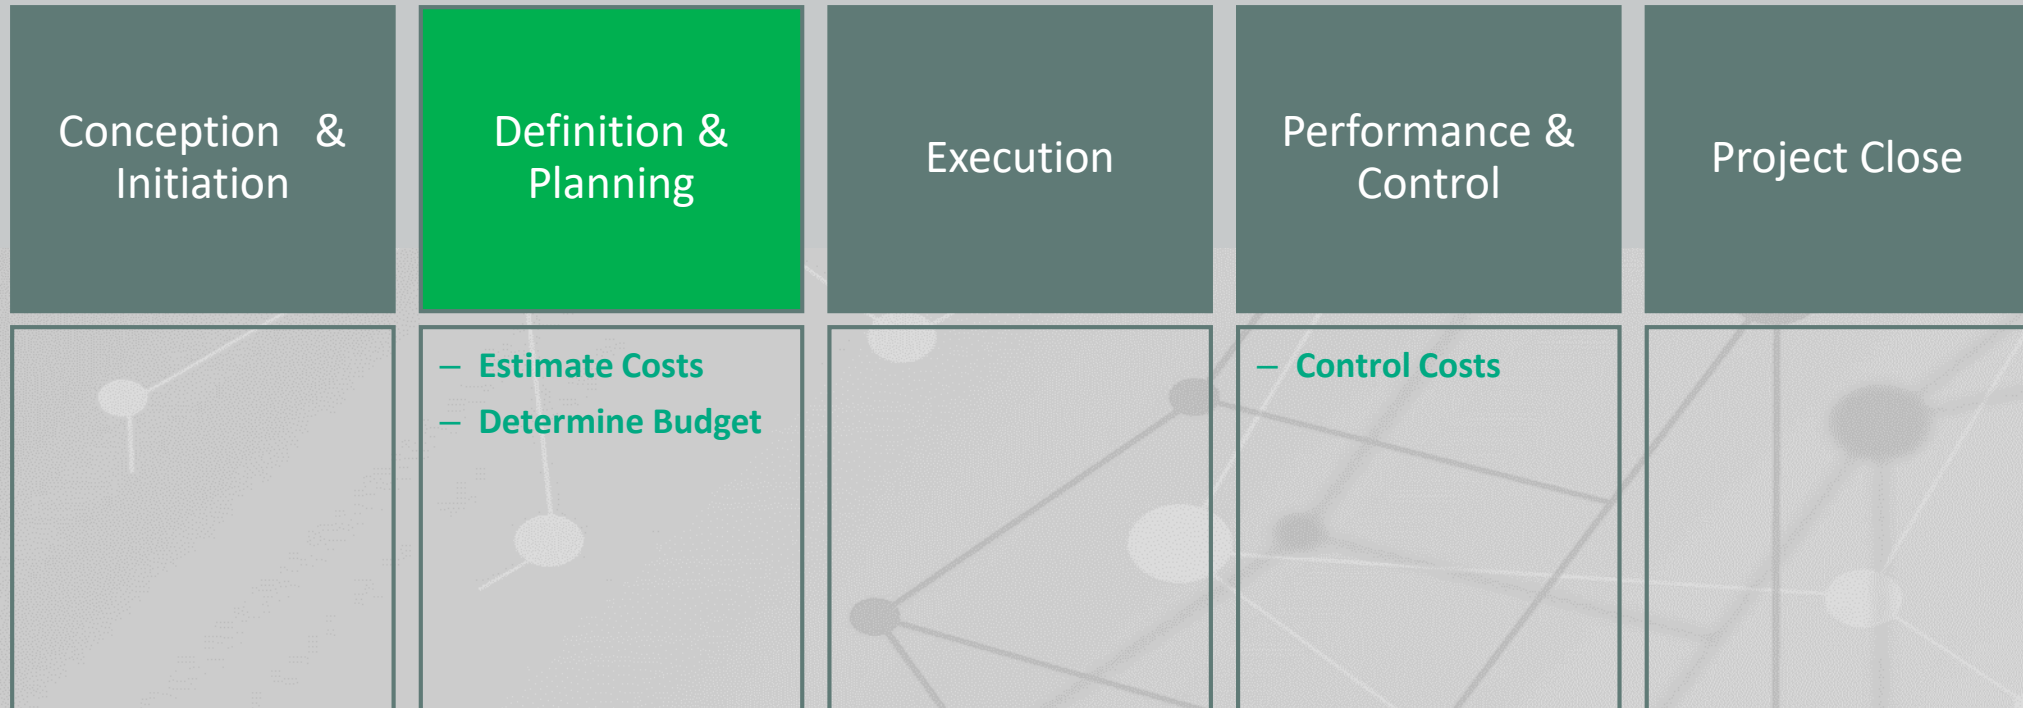 Conception & 
Initiation
Definition &
Planning
Execution
Performance &
Control
Project Close
– Estimate Costs
– Determine Budget
– Control Costs